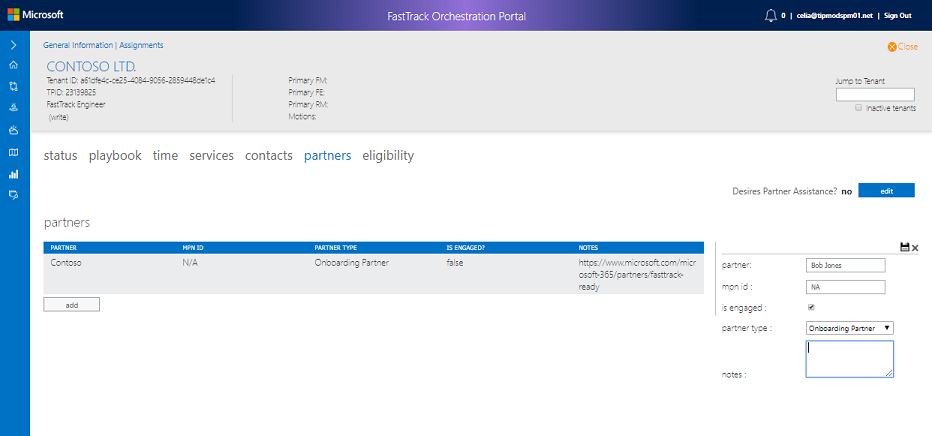 Microsoft
FastTrack Orchestration Portal
0 | celia@tipmodspm01.net | Sign Out
General Information | Assignments
Close
CONTOSO LTD.
Tenant ID: a61dfe4c-ce25-4084-9056-2859448de1c4
TPID: 23139825
FastTrack Engineer
(write)
Primary FM:
Primary FE:
Primary RM:
Motions:
Jump to Tenant
Inactive tenants
status playbook time services contacts partners eligibility
Desires Partner Assistance? no edit
partners
PARTNER MPN ID PARTNER TYPE IS ENGAGED? NOTES
Contoso N/A Onboarding Partner false https://www.microsoft.com/micr
osoft-365/partners/fasttrack-
ready
add
partner: Bob Jones
mpn id : NA
is engaged :
partner type : Onboarding Partner
notes :